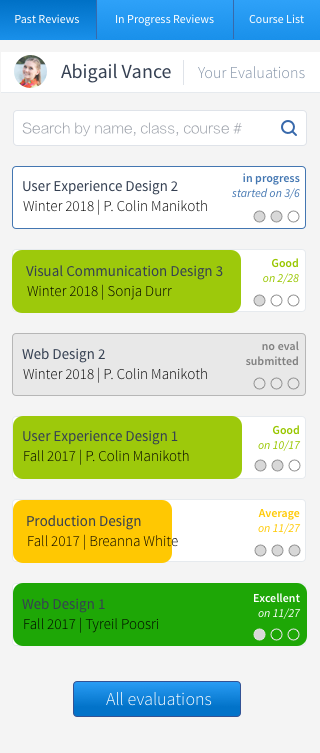 Past Reviews
In Progress Reviews
Course List
Abigail Vance
Your Evaluations
Search by name, class, course #
User Experience Design 2
Winter 2018 | P. Colin Manikoth
in progress
started on 3/6
Visual Communication Design 3
Winter 2018 | Sonja Durr
Good
on 2/28
Web Design 2
Winter 2018 | P. Colin Manikoth
no eval
submitted
User Experience Design 1
Fall 2017 | P. Colin Manikoth
Good
on 10/17
Production Design
Fall 2017 | Breanna White
Average
on 11/27
Web Design 1
Fall 2017 | Tyreil Poosri
Excellent
on 11/27
All evaluations